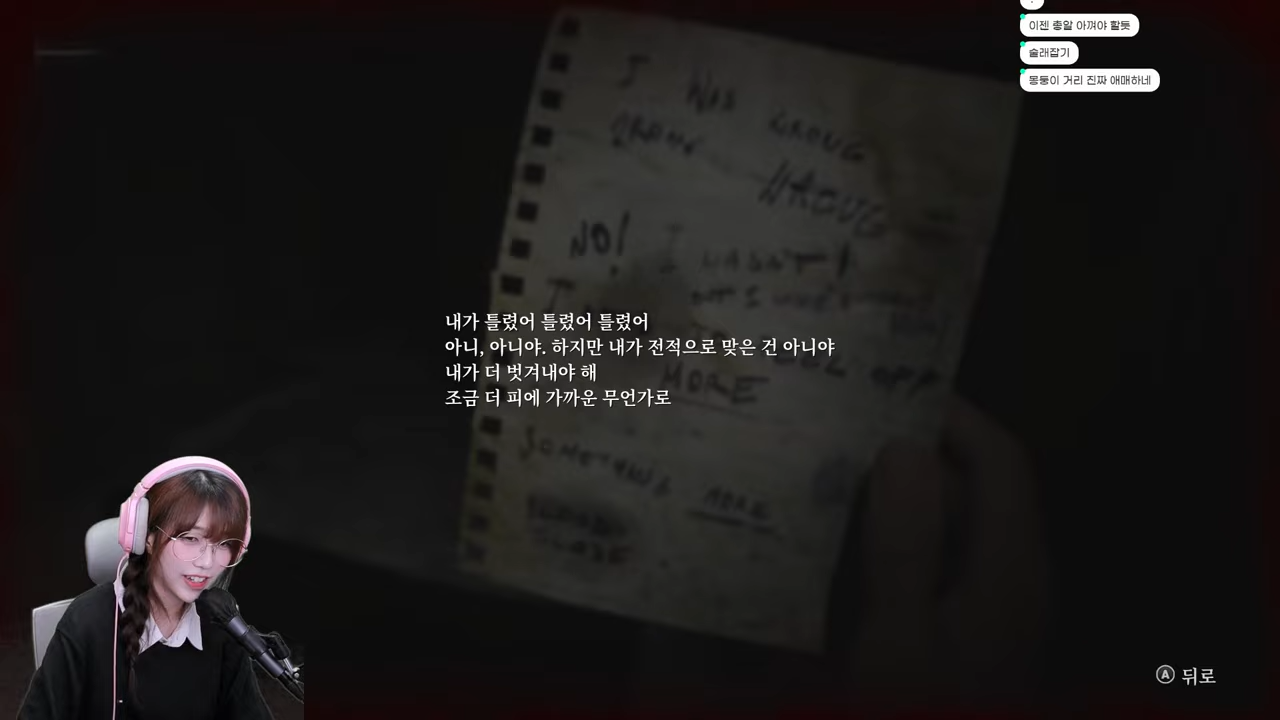 이젠 총알 아껴야 할듯
술래잡기
몽둥이 거리 진짜 애매하네
I WAS WRONG
WRONG
WRONG
NO! I WASN'T
내가 틀렸어 틀렸어 틀렸어
아니, 아니야. 하지만 내가 전적으로 맞은 건 아니야
내가 더 벗겨내야 해
조금 더 피에 가까운 무언가로
MORE
SOMETHING MORE
A 뒤로